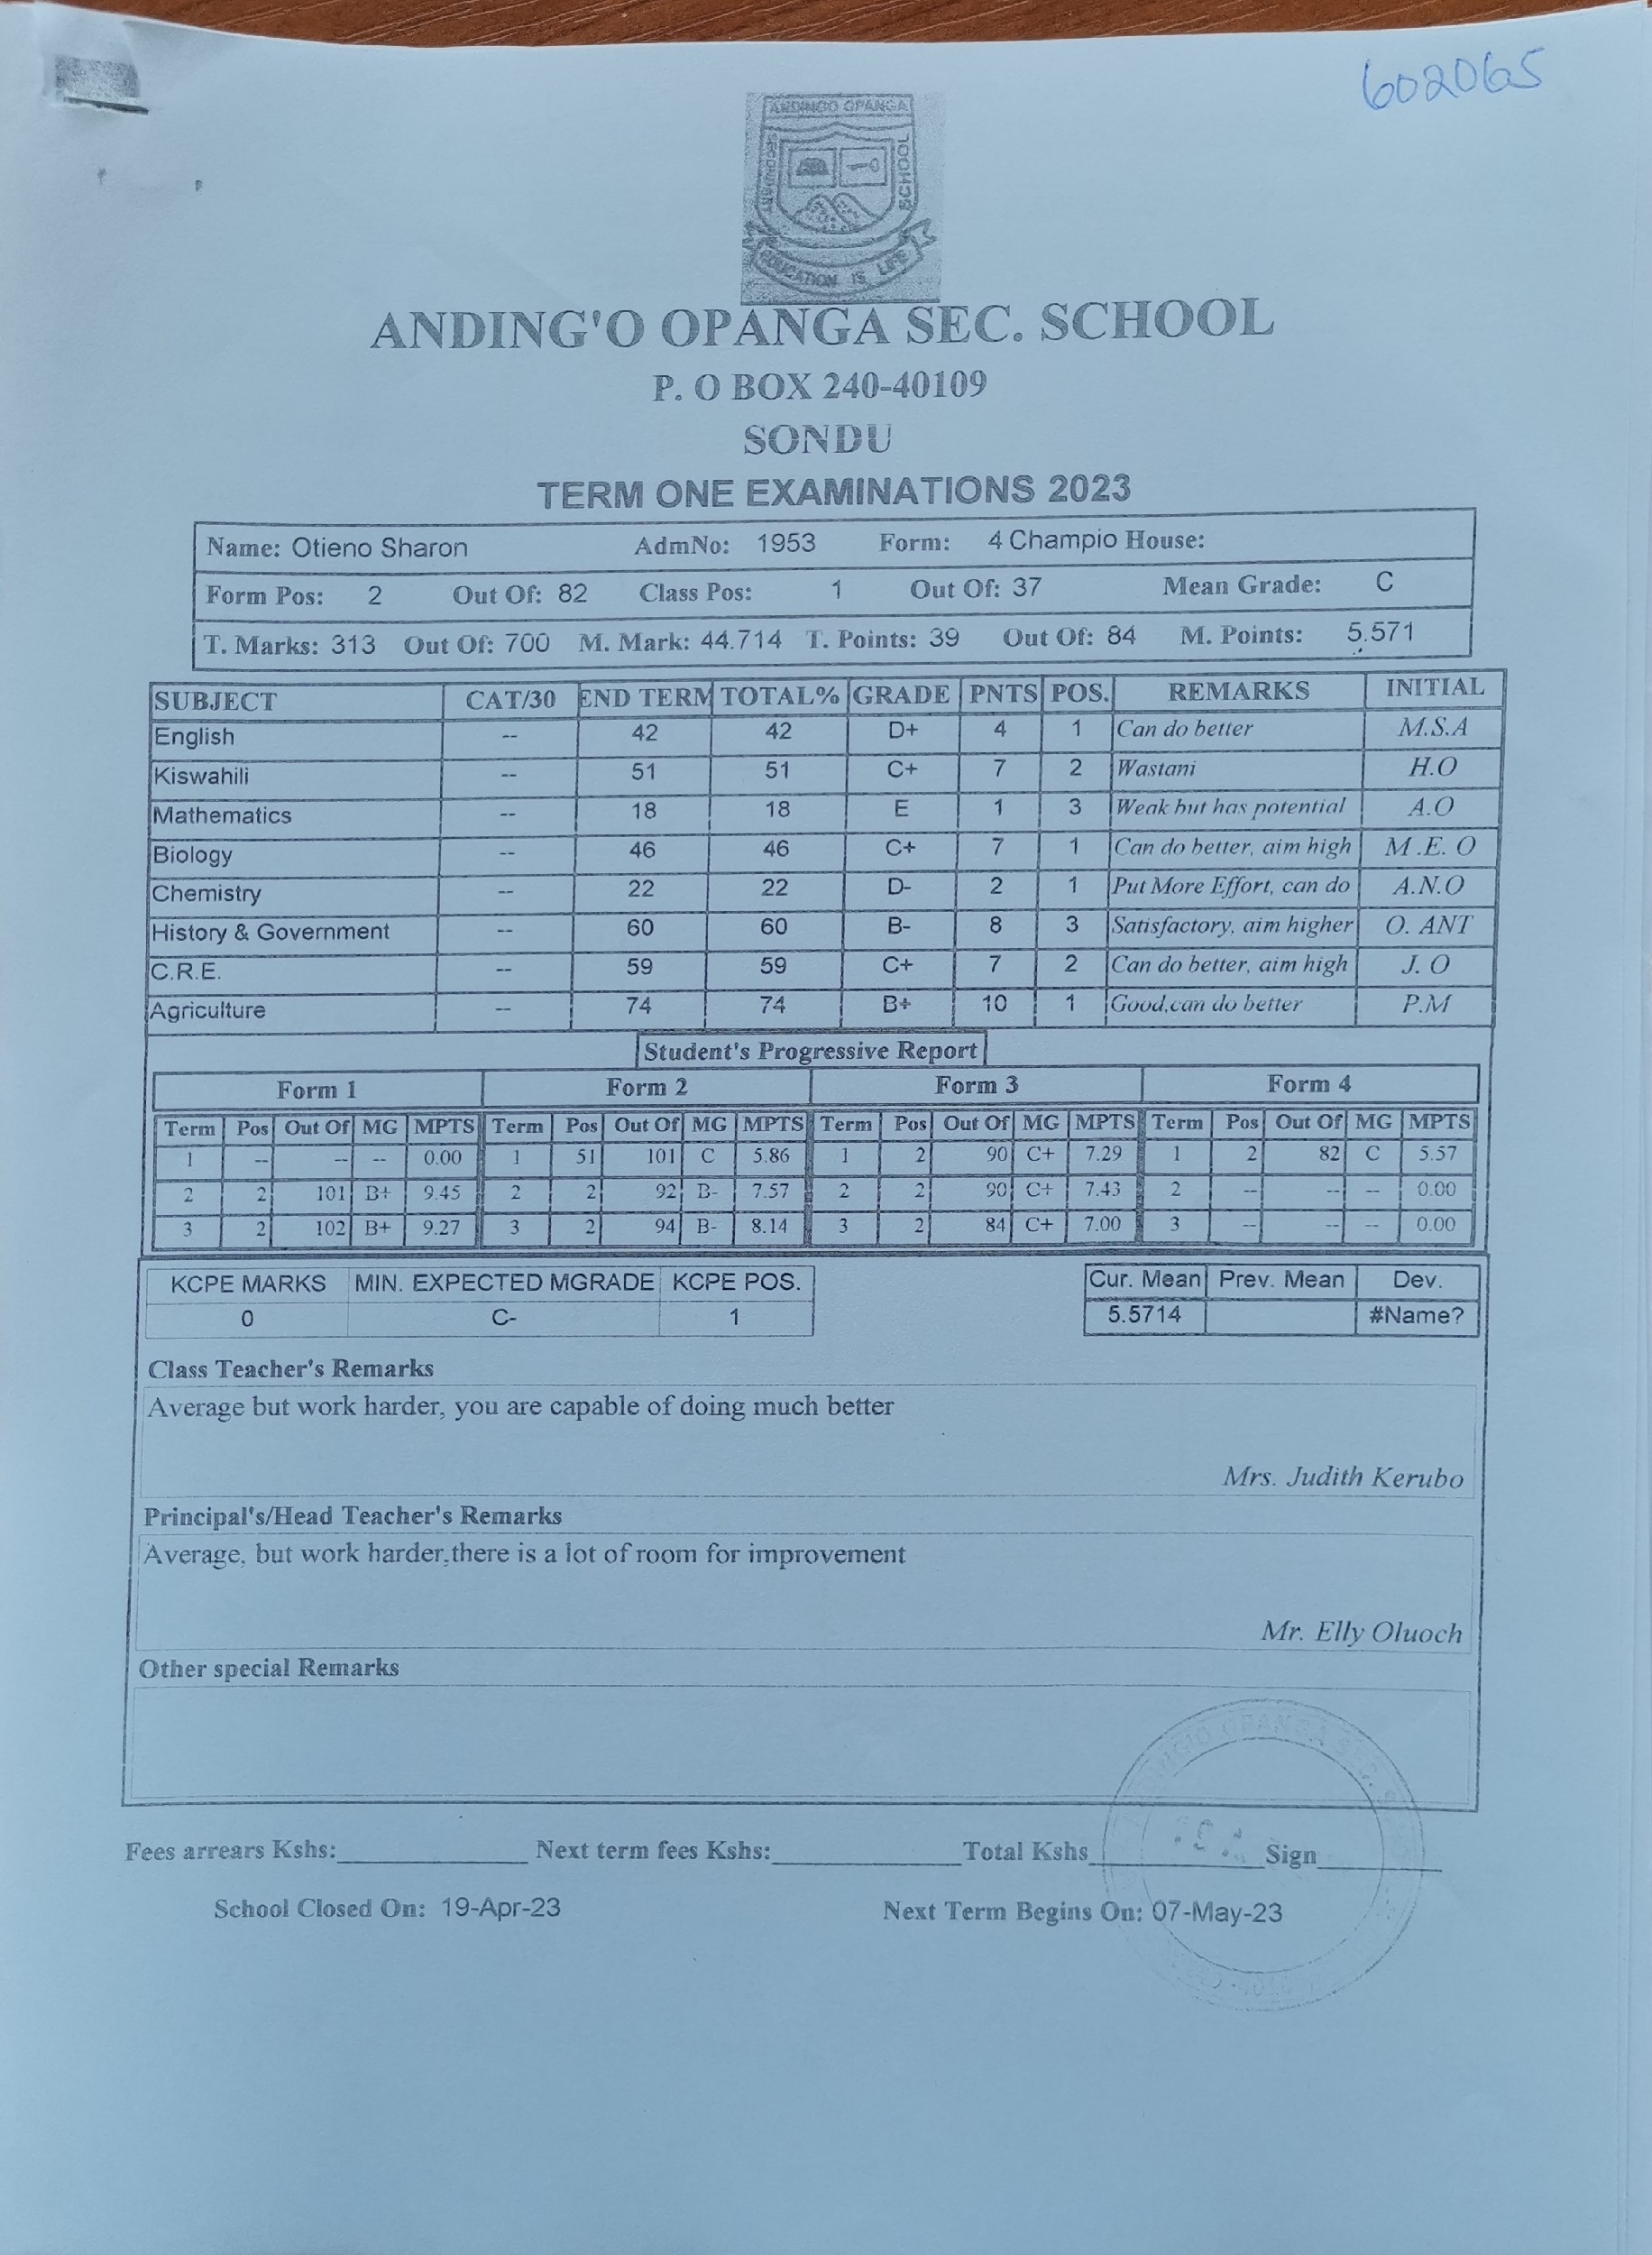 602065
ANDINGO OPANGA
SECONDARY
SCHOOL
EDUCATION IS LIFE
ANDING'O OPANGA SEC. SCHOOL
P. O BOX 240-40109
SONDU
TERM ONE EXAMINATIONS 2023
Name: Otieno Sharon AdmNo: 1953 Form: 4 Champio House:
Form Pos: 2 Out Of: 82 Class Pos: 1 Out Of: 37 Mean Grade: C
T. Marks: 313 Out Of: 700 M. Mark: 44.714 T. Points: 39 Out Of: 84 M. Points: 5.571
SUBJECT CAT/30 END TERM TOTAL% GRADE PNTS POS. REMARKS INITIAL
English -- 42 42 D+ 4 1 Can do better M.S.A
Kiswahili -- 51 51 C+ 7 2 Wastani H.O
Mathematics -- 18 18 E 1 3 Weak but has potential A.O
Biology -- 46 46 C+ 7 1 Can do better, aim high M.E.O
Chemistry -- 22 22 D- 2 1 Put More Effort, can do A.N.O
History & Government -- 60 60 B- 8 3 Satisfactory, aim higher O. ANT
C.R.E. -- 59 59 C+ 7 2 Can do better, aim high J. O
Agriculture -- 74 74 B+ 10 1 Good,can do better P.M
Student's Progressive Report
Form 1 Form 2 Form 3 Form 4
Term Pos Out Of MG MPTS Term Pos Out Of MG MPTS Term Pos Out Of MG MPTS Term Pos Out Of MG MPTS
1 -- -- -- 0.00 1 51 101 C 5.86 1 2 90 C+ 7.29 1 2 82 C 5.57
2 2 101 B+ 9.45 2 2 92 B- 7.57 2 2 90 C+ 7.43 2 -- -- -- 0.00
3 2 102 B+ 9.27 3 2 94 B- 8.14 3 2 84 C+ 7.00 3 -- -- -- 0.00
KCPE MARKS MIN. EXPECTED MGRADE KCPE POS. Cur. Mean Prev. Mean Dev.
0 C- 1 5.5714 #Name?
Class Teacher's Remarks
Average but work harder, you are capable of doing much better
Mrs. Judith Kerubo
Principal's/Head Teacher's Remarks
Average, but work harder,there is a lot of room for improvement
Mr. Elly Oluoch
Other special Remarks
OPANGA SEC.
Fees arrears Kshs: Next term fees Kshs: Total Kshs Sign
School Closed On: 19-Apr-23 Next Term Begins On: 07-May-23